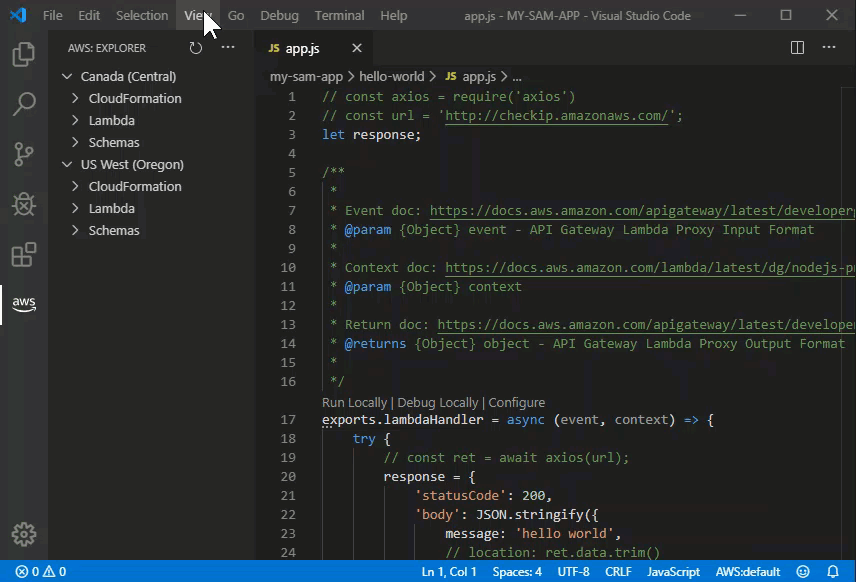 File Edit Selection View Go Debug Terminal Help app.js - MY-SAM-APP - Visual Studio Code
AWS: EXPLORER
Canada (Central)
CloudFormation
Lambda
Schemas
US West (Oregon)
CloudFormation
Lambda
Schemas
aws
JS app.js
my-sam-app > hello-world > JS app.js > ...
1 // const axios = require('axios')
2 // const url = 'http://checkip.amazonaws.com/';
3 let response;
4
5 /**
6 *
7 * Event doc: https://docs.aws.amazon.com/apigateway/latest/developer
8 * @param {Object} event - API Gateway Lambda Proxy Input Format
9 *
10 * Context doc: https://docs.aws.amazon.com/lambda/latest/dg/nodejs-p
11 * @param {Object} context
12 *
13 * Return doc: https://docs.aws.amazon.com/apigateway/latest/develope
14 * @returns {Object} object - API Gateway Lambda Proxy Output Format
15 *
16 */
Run Locally | Debug Locally | Configure
17 exports.lambdaHandler = async (event, context) => {
18 try {
19 // const ret = await axios(url);
20 response = {
21 'statusCode': 200,
22 'body': JSON.stringify({
23 message: 'hello world',
24 // location: ret.data.trim()
0 0 Ln 1, Col 1 Spaces: 4 UTF-8 CRLF JavaScript AWS:default